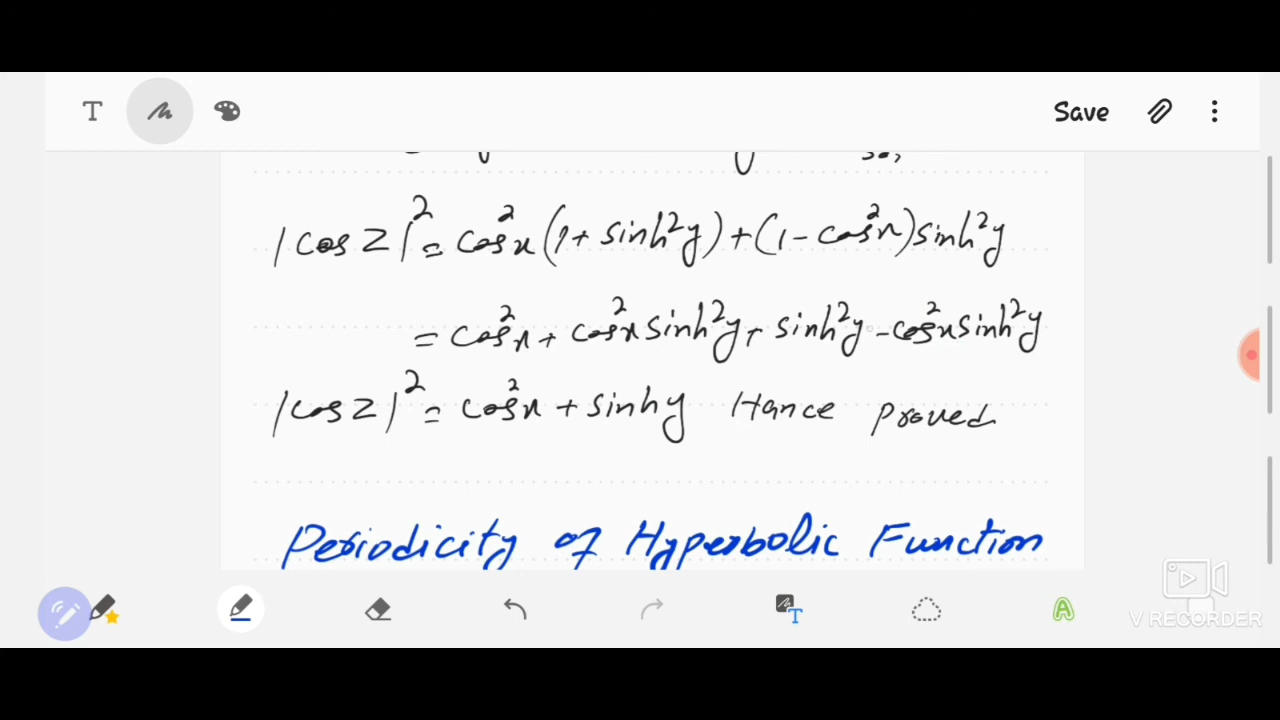 T Save
|cos z|² = cos²x (1 + sinh²y) + (1 - cos²x) sinh²y
= cos²x + cos²x sinh²y + sinh²y - cos²x sinh²y
|cos z|² = cos²x + sinhy Hance proved
Periodicity of Hyperbolic Function
T A
V RECORDER